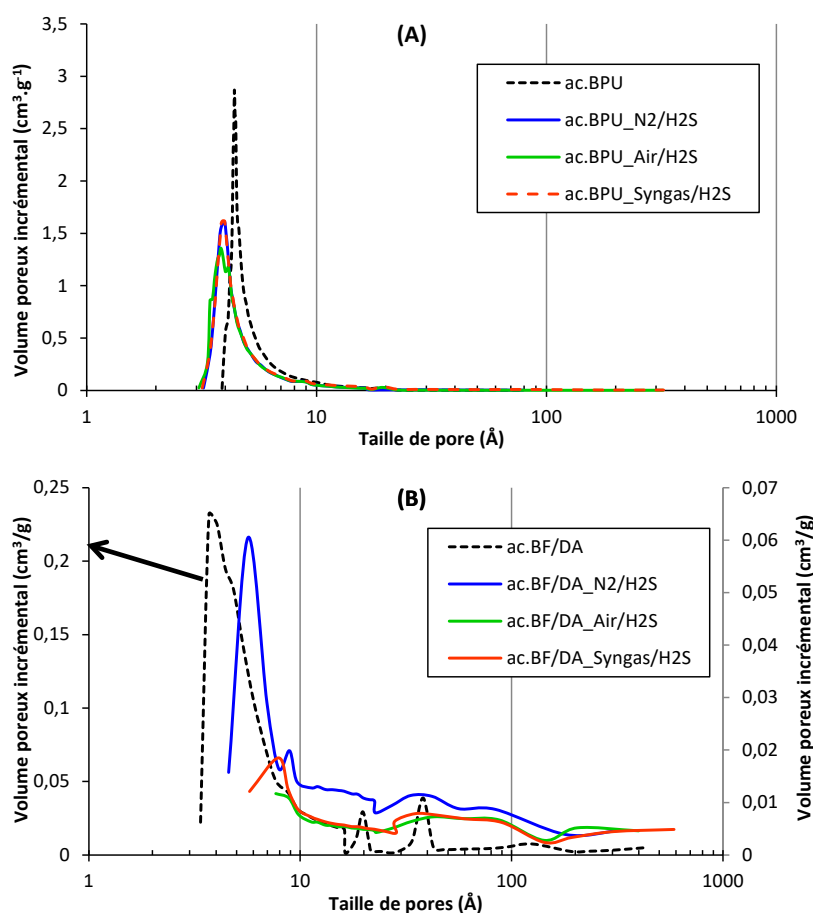 (A)
Volume poreux incrémental (cm³.g⁻¹)
3,5
3
2,5
2
1,5
1
0,5
0
ac.BPU
ac.BPU_N2/H2S
ac.BPU_Air/H2S
ac.BPU_Syngas/H2S
1
10
100
1000
Taille de pore (Å)
(B)
Volume poreux incrémental (cm³/g)
0,25
0,2
0,15
0,1
0,05
0
ac.BF/DA
ac.BF/DA_N2/H2S
ac.BF/DA_Air/H2S
ac.BF/DA_Syngas/H2S
0,07
0,06
0,05
0,04
0,03
0,02
0,01
0
Volume poreux incrémental (cm³/g)
1
10
100
1000
Taille de pores (Å)